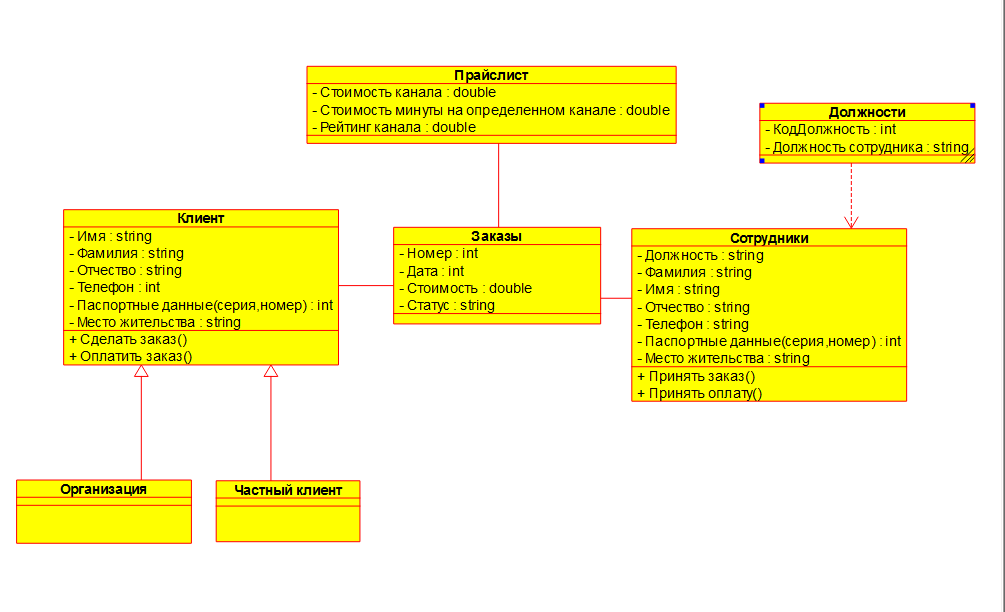 Прайслист
- Стоимость канала : double
- Стоимость минуты на определенном канале : double
- Рейтинг канала : double
Должности
- КодДолжность : int
- Должность сотрудника : string
Клиент
- Имя : string
- Фамилия : string
- Отчество : string
- Телефон : int
- Паспортные данные(серия,номер) : int
- Место жительства : string
+ Сделать заказ()
+ Оплатить заказ()
Заказы
- Номер : int
- Дата : int
- Стоимость : double
- Статус : string
Сотрудники
- Должность : string
- Фамилия : string
- Имя : string
- Отчество : string
- Телефон : string
- Паспортные данные(серия,номер) : int
- Место жительства : string
+ Принять заказ()
+ Принять оплату()
Организация
Частный клиент